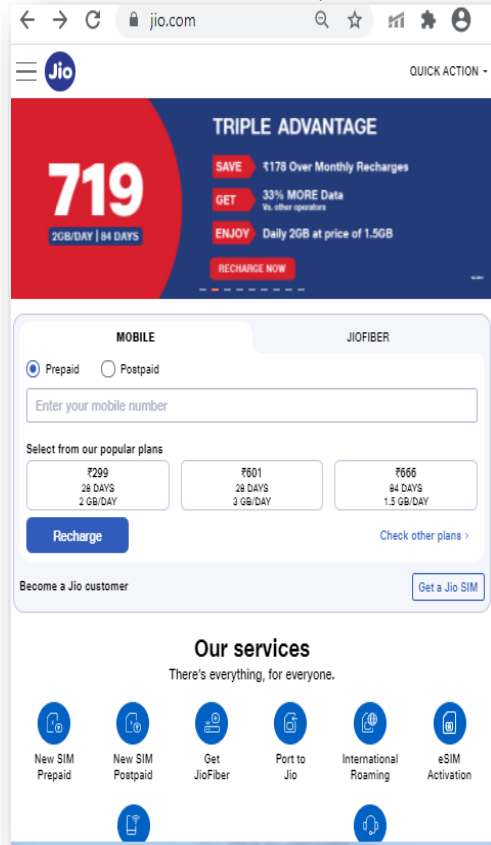 jio.com
Jio
QUICK ACTION
TRIPLE ADVANTAGE
719
2GB/DAY | 84 DAYS
SAVE ₹178 Over Monthly Recharges
GET 33% MORE Data
Vs. other operators
ENJOY Daily 2GB at price of 1.5GB
RECHARGE NOW
MOBILE JIOFIBER
Prepaid Postpaid
Enter your mobile number
Select from our popular plans
₹299 ₹601 ₹666
28 DAYS 28 DAYS 84 DAYS
2 GB/DAY 3 GB/DAY 1.5 GB/DAY
Recharge Check other plans >
Become a Jio customer Get a Jio SIM
Our services
There's everything, for everyone.
New SIM Prepaid
New SIM Postpaid
Get JioFiber
Port to Jio
International Roaming
eSIM Activation